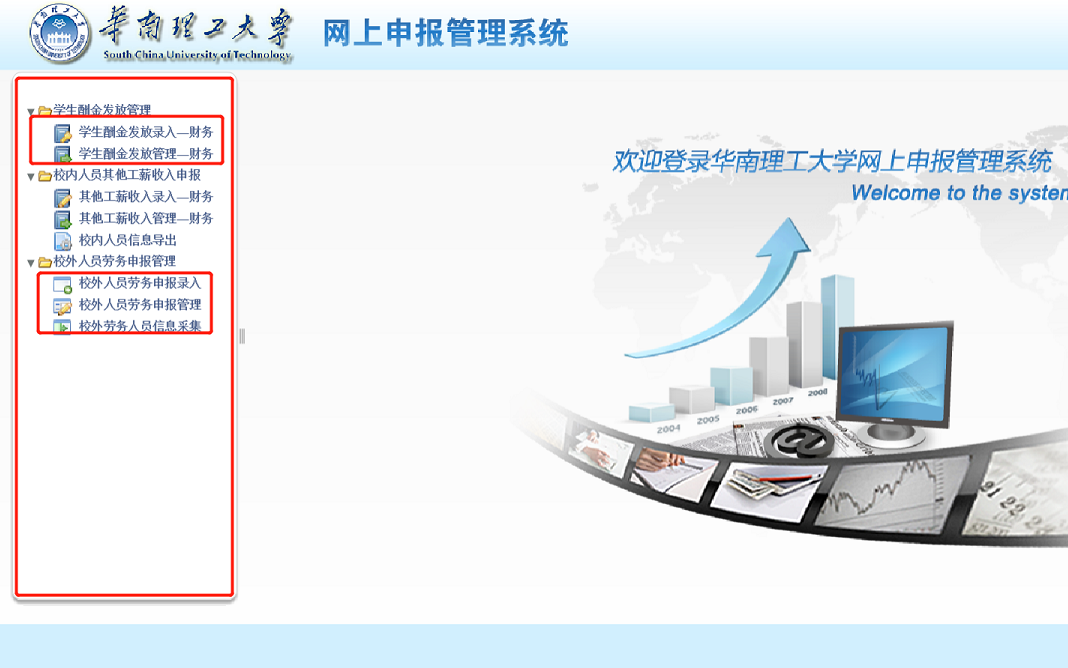 華南理工大学
South China University of Technology
网上申报管理系统
学生酬金发放管理
学生酬金发放录入—财务
学生酬金发放管理—财务
校内人员其他工薪收入申报
其他工薪收入录入—财务
其他工薪收入管理—财务
校内人员信息导出
校外人员劳务申报管理
校外人员劳务申报录入
校外人员劳务申报管理
校外劳务人员信息采集
欢迎登录华南理工大学网上申报管理系统
Welcome to the system
2004
2005
2006
2007
2008
@